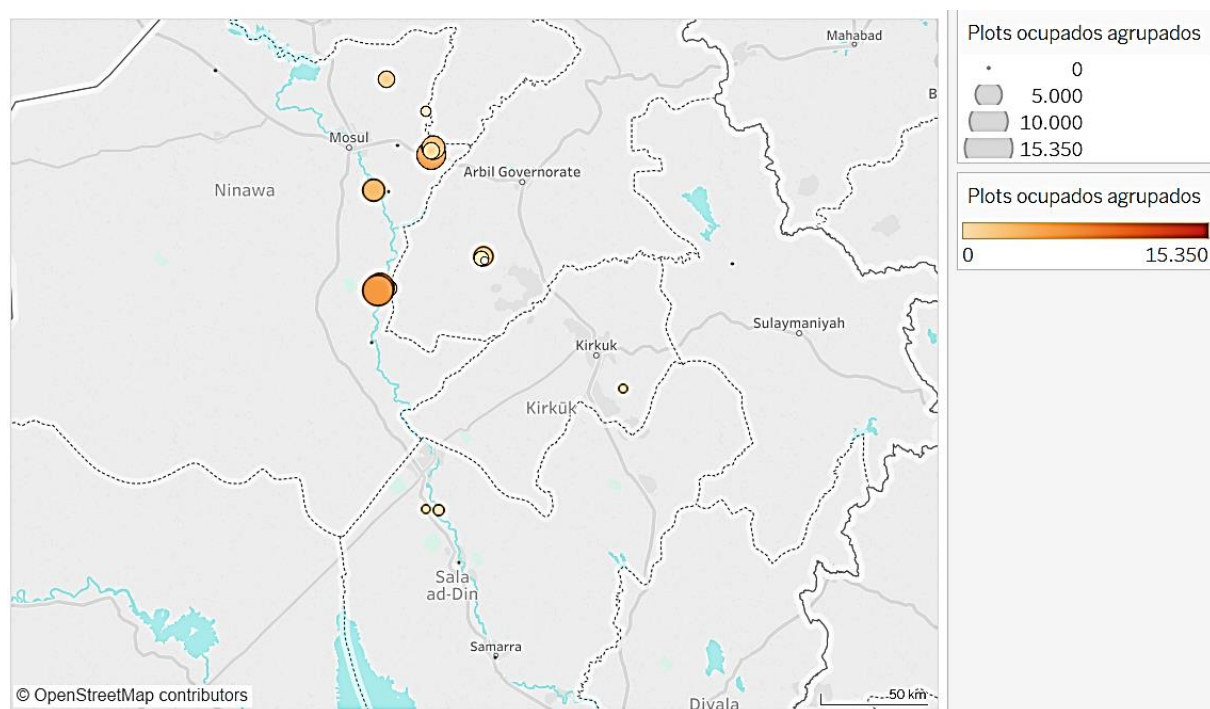 Mahabad
B
Mosul
Arbil Governorate
Ninawa
Sulaymaniyah
Kirkuk
Kirkūk
Sala
ad-Din
Samarra
Diyala
50 km
© OpenStreetMap contributors
Plots ocupados agrupados
0
5.000
10.000
15.350
Plots ocupados agrupados
0 15.350